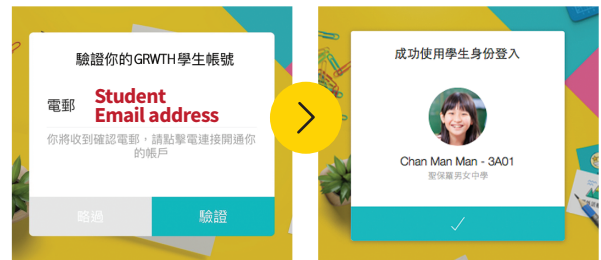 驗證你的GRWTH學生帳號
電郵
Student
Email address
你將收到確認電郵，請點擊電連接開通你
的帳戶
略過
驗證
成功使用學生身份登入
Chan Man Man - 3A01
聖保羅男女中學